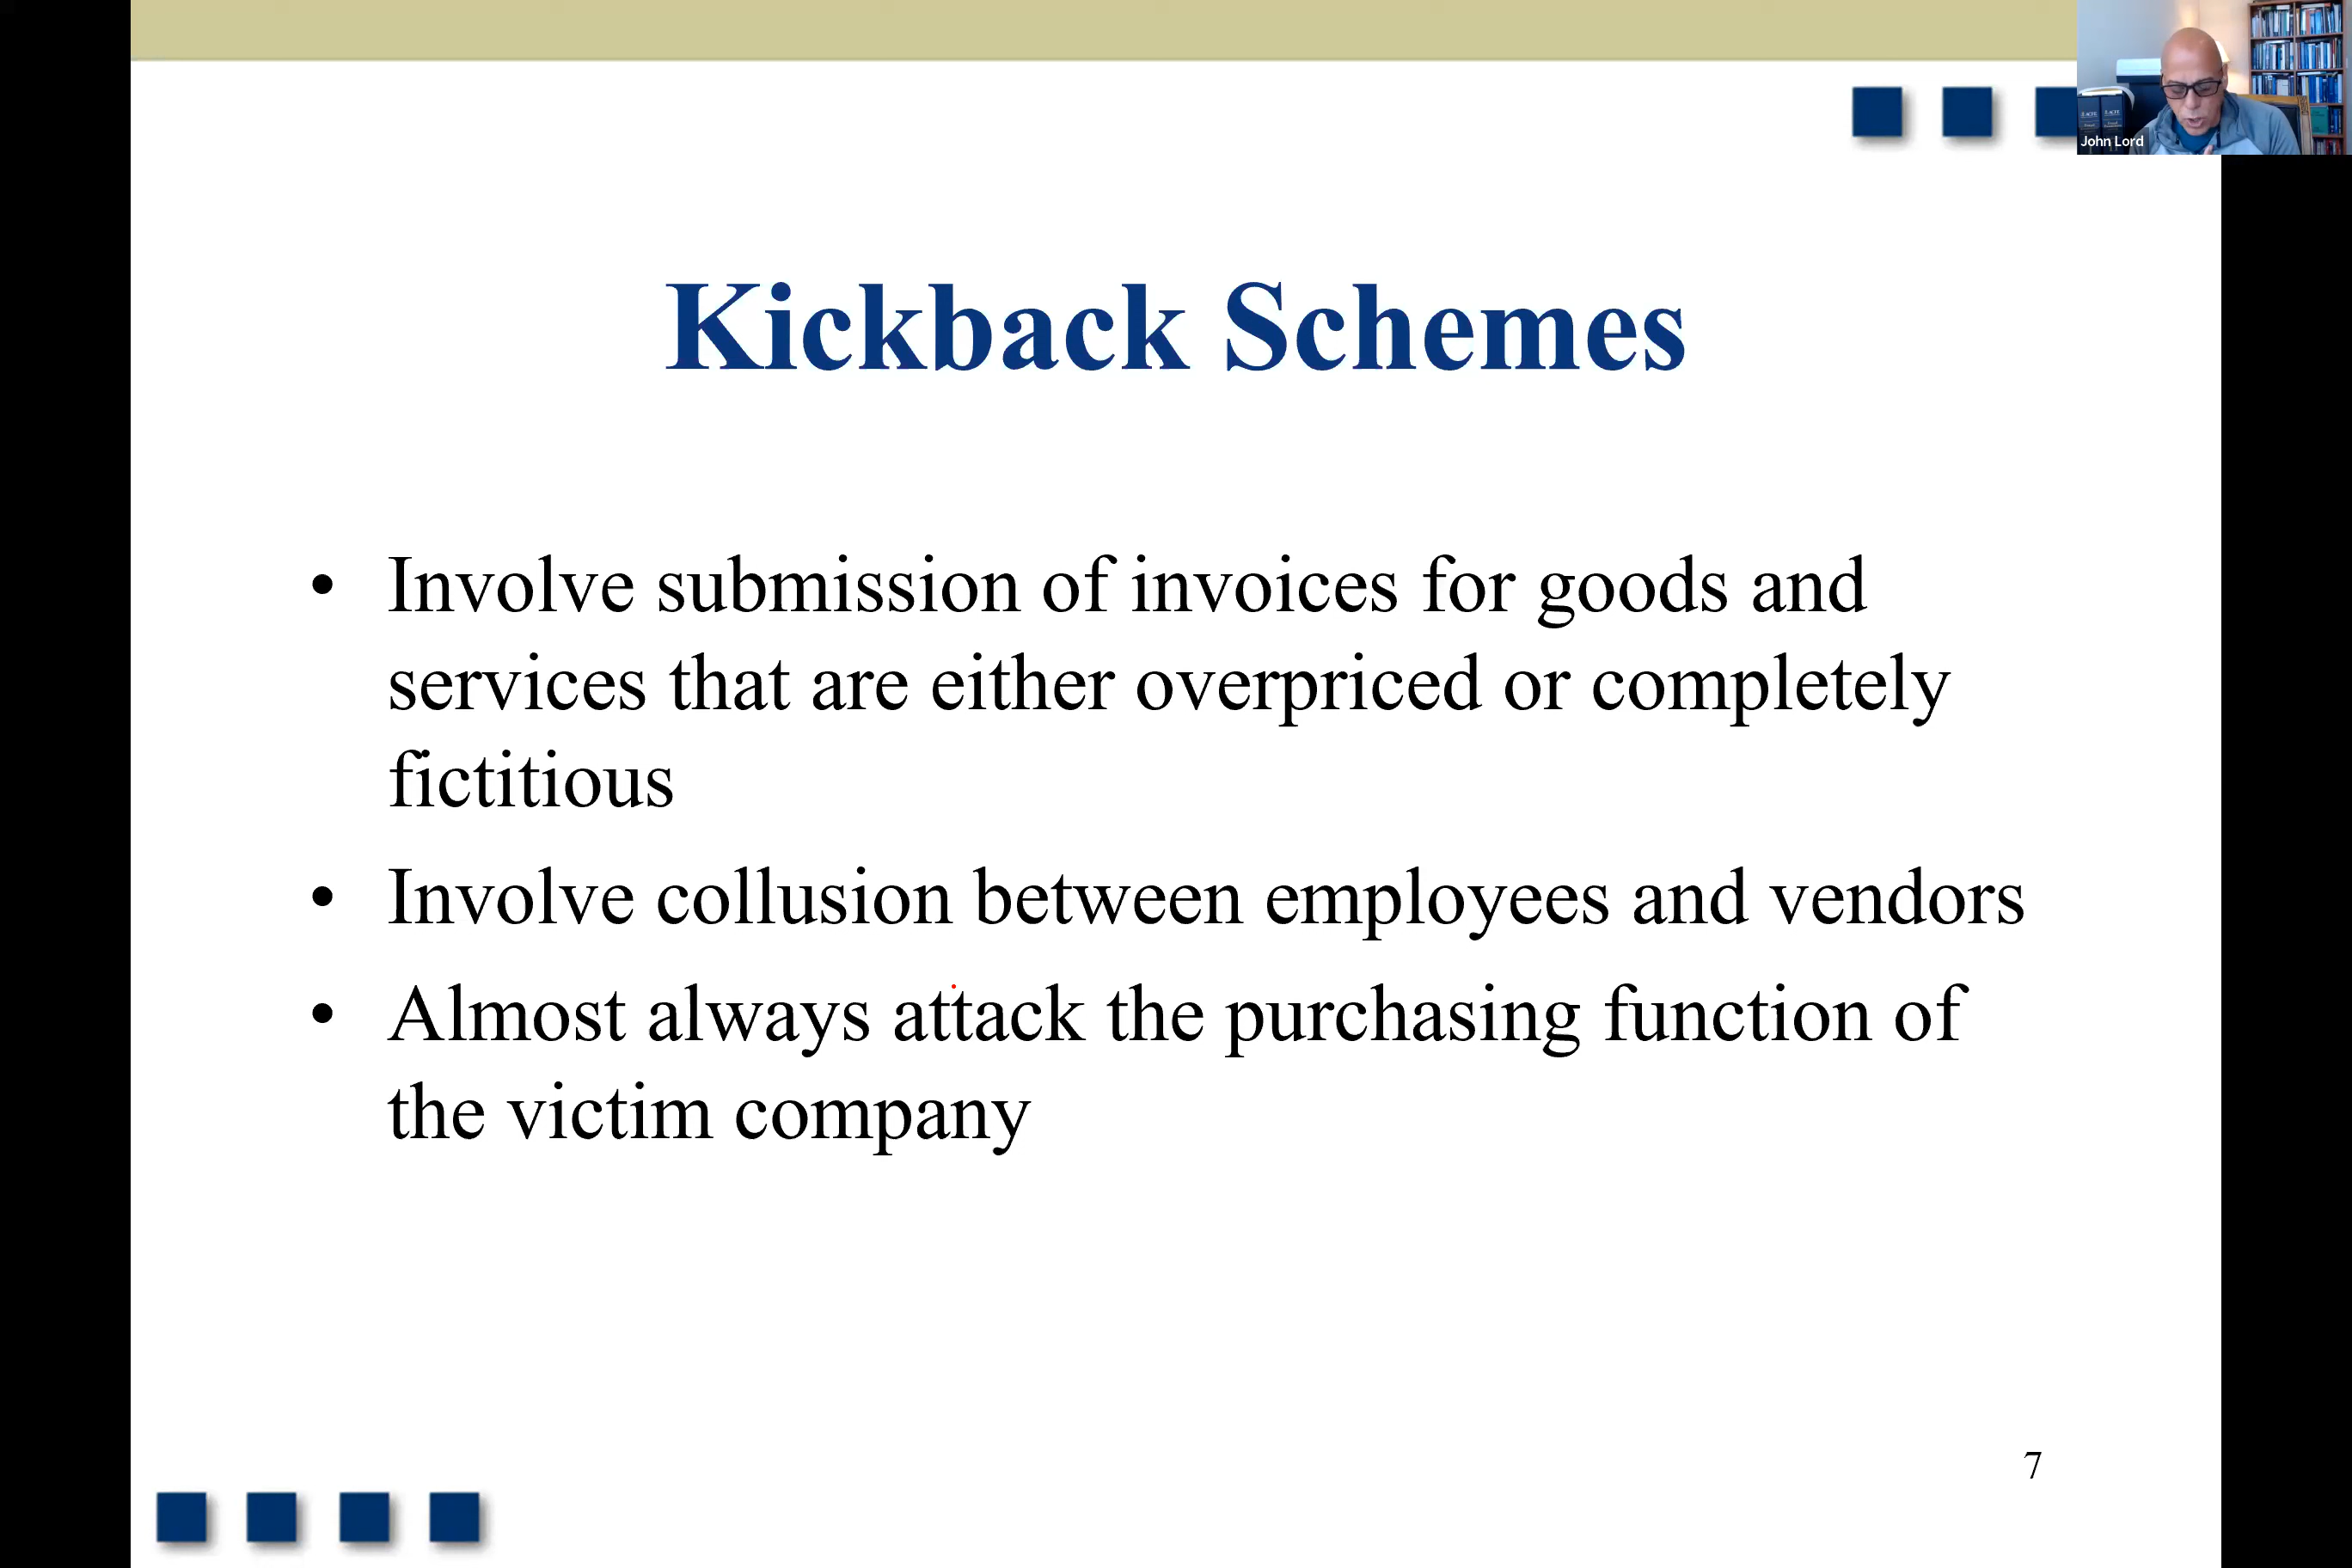 John Lord
Kickback Schemes
• Involve submission of invoices for goods and
services that are either overpriced or completely
fictitious
• Involve collusion between employees and vendors
• Almost always attack the purchasing function of
the victim company
7